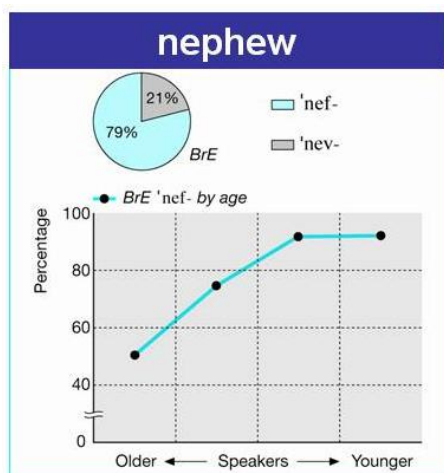 nephew
21%
79%
BrE
ˈnef-
ˈnev-
BrE ˈnef- by age
Percentage
100
80
60
40
0
Older ← Speakers → Younger